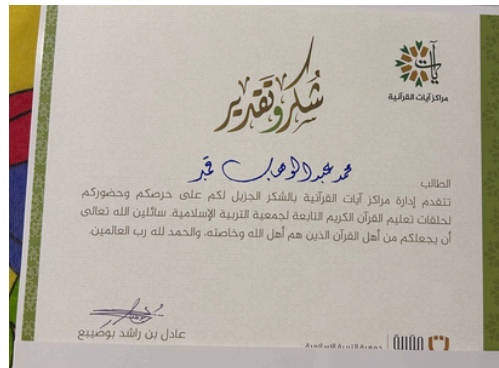 آيات
مراكز آيات القرآنية
شكر وتقدير
الطالب
محمد عبد الوهاب
تتقدم إدارة مراكز آيات القرآنية بالشكر الجزيل لكم على حرصكم وحضوركم
لحلقات تعليم القرآن الكريم التابعة لجمعية التربية الإسلامية. سائلين الله تعالى
أن يجعلكم من أهل القرآن الذين هم أهل الله وخاصته، والحمد لله رب العالمين.
عادل بن راشد بوصيبع